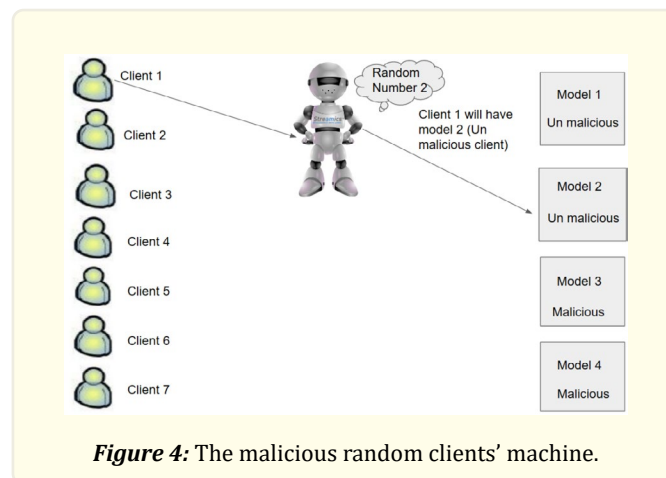 Client 1
Client 2
Client 3
Client 4
Client 5
Client 6
Client 7
Random
Number 2
Streamics
Client 1 will have
model 2 (Un
malicious client)
Model 1
Un malicious
Model 2
Un malicious
Model 3
Malicious
Model 4
Malicious
Figure 4: The malicious random clients’ machine.